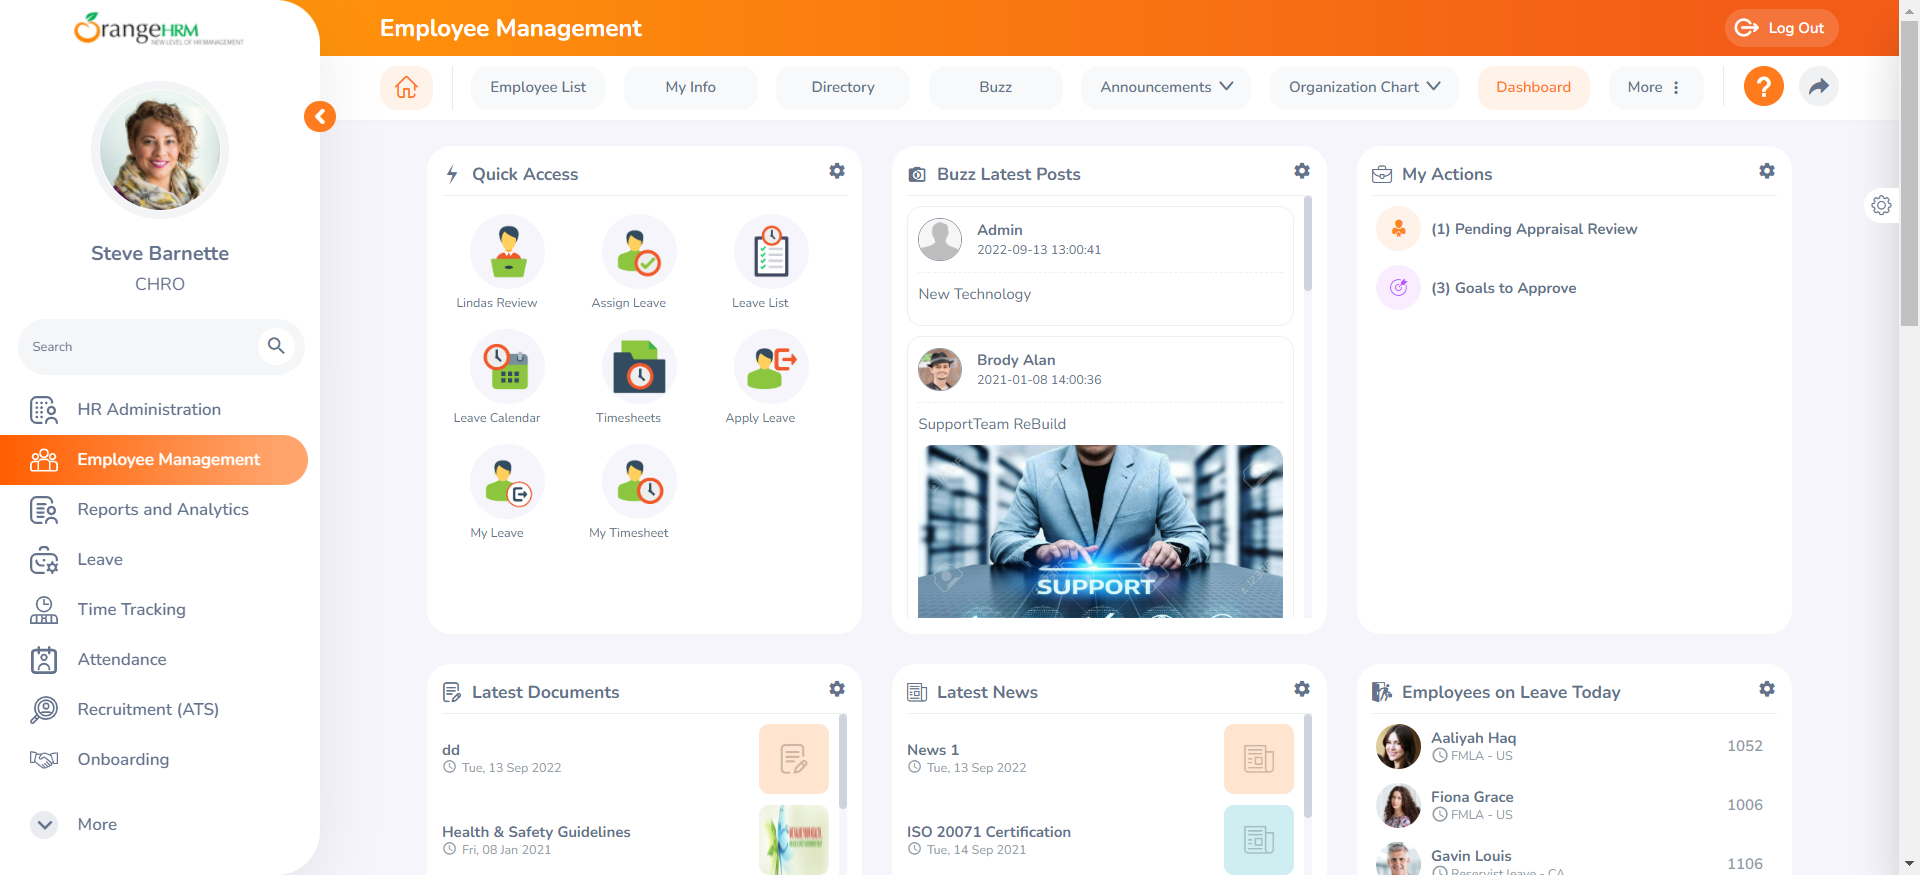 OrangeHRM
NEW LEVEL OF HR MANAGEMENT
Employee Management
Log Out
Employee List
My Info
Directory
Buzz
Announcements
Organization Chart
Dashboard
More
?
Steve Barnette
CHRO
Search
HR Administration
Employee Management
Reports and Analytics
Leave
Time Tracking
Attendance
Recruitment (ATS)
Onboarding
More
Quick Access
Lindas Review
Assign Leave
Leave List
Leave Calendar
Timesheets
Apply Leave
My Leave
My Timesheet
Buzz Latest Posts
Admin
2022-09-13 13:00:41
New Technology
Brody Alan
2021-01-08 14:00:36
SupportTeam ReBuild
SUPPORT
My Actions
(1) Pending Appraisal Review
(3) Goals to Approve
Latest Documents
dd
Tue, 13 Sep 2022
Health & Safety Guidelines
Fri, 08 Jan 2021
Latest News
News 1
Tue, 13 Sep 2022
ISO 20071 Certification
Tue, 14 Sep 2021
Employees on Leave Today
Aaliyah Haq
FMLA - US
1052
Fiona Grace
FMLA - US
1006
Gavin Louis
Reservist leave - CA
1106